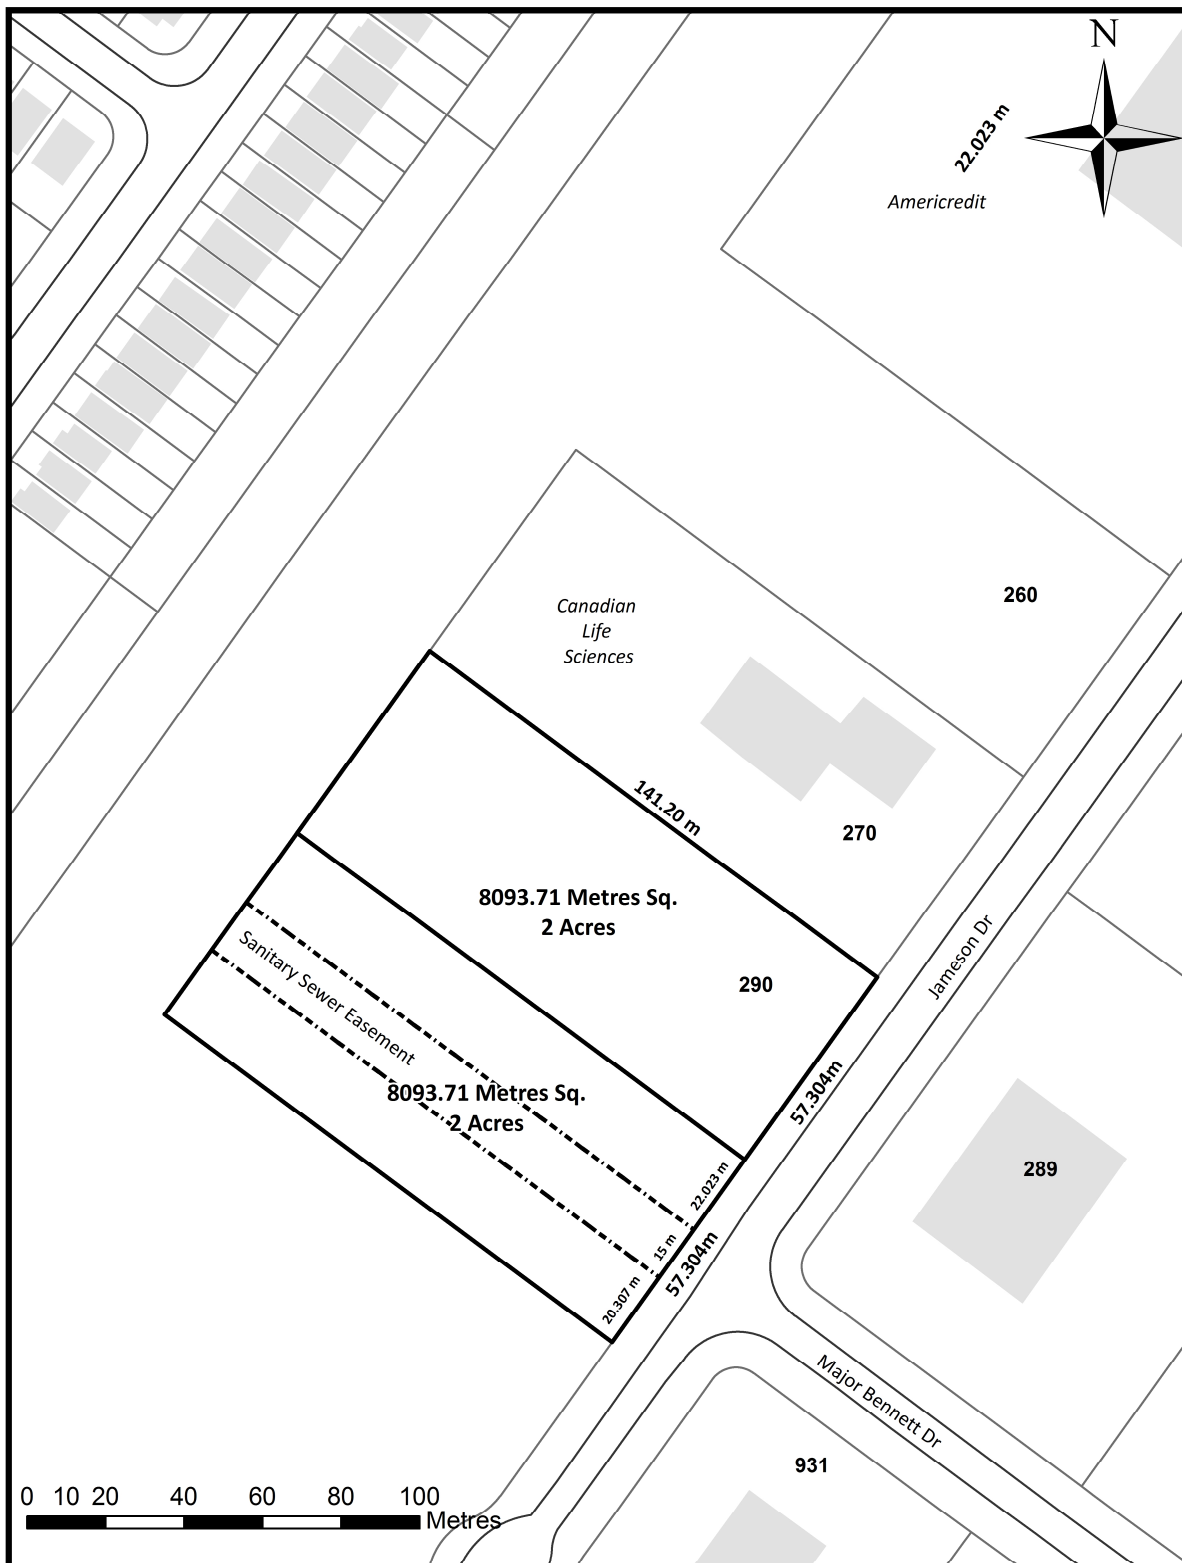 N
22.023 m
Americredit
260
Canadian
Life
Sciences
141.20 m
270
8093.71 Metres Sq.
2 Acres
290
Jameson Dr
Sanitary Sewer Easement
57.304m
8093.71 Metres Sq.
2 Acres
289
22.023 m
15 m
57.304m
20.307 m
Major Bennett Dr
931
0 10 20 40 60 80 100
Metres